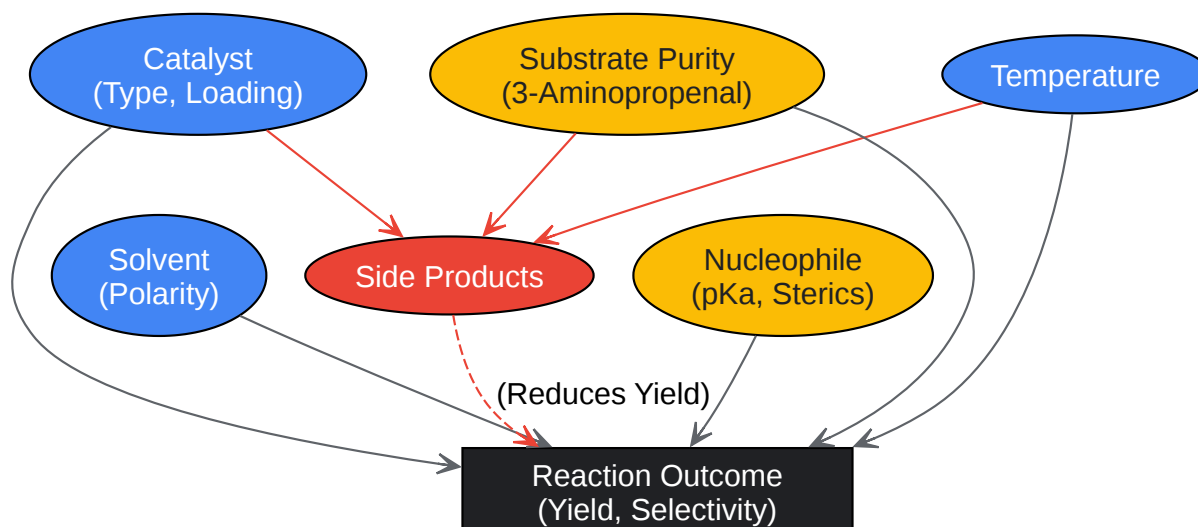 Catalyst
(Type, Loading)
Substrate Purity
(3-Aminopropenal)
Temperature
Solvent
(Polarity)
Side Products
Nucleophile
(pKa, Sterics)
(Reduces Yield)
Reaction Outcome
(Yield, Selectivity)